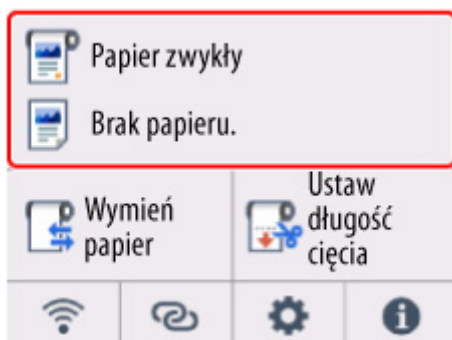 Papier zwykły
Brak papieru.
Wymień
papier
Ustaw
długość
cięcia